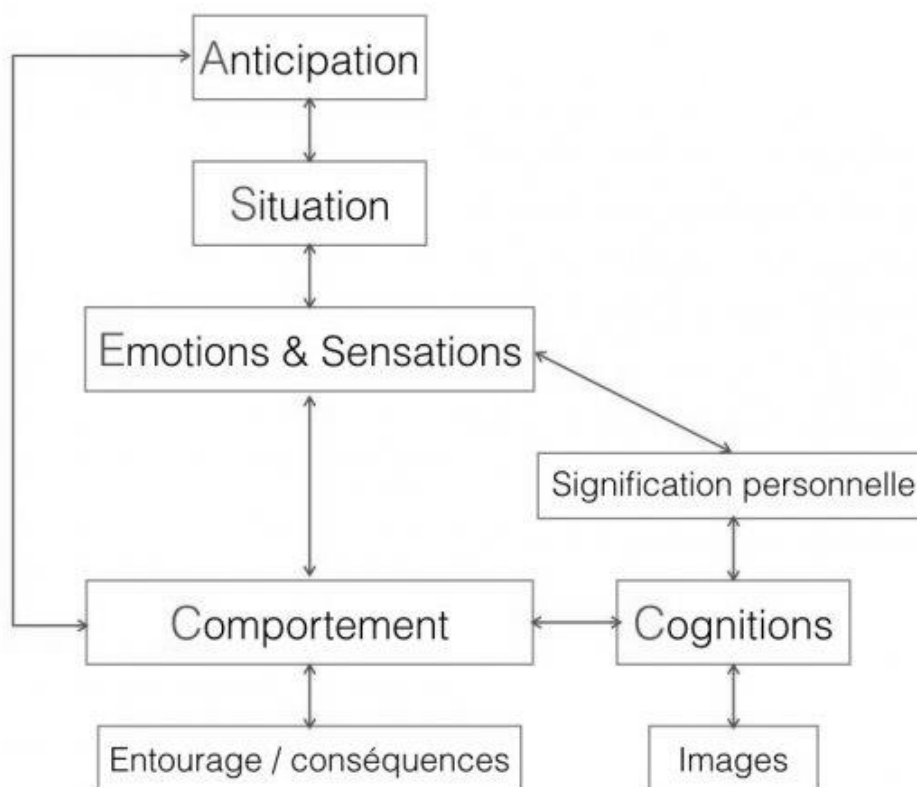 Anticipation
Situation
Emotions & Sensations
Signification personnelle
Comportement
Cognitions
Entourage / conséquences
Images